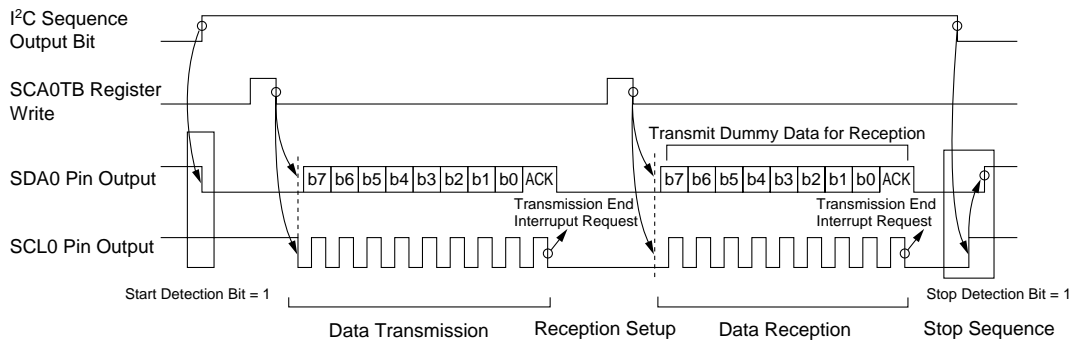 I²C Sequence
Output Bit
SCA0TB Register
Write
Transmit Dummy Data for Reception
SDA0 Pin Output
b7 b6 b5 b4 b3 b2 b1 b0 ACK
b7 b6 b5 b4 b3 b2 b1 b0 ACK
Transmission End
Interruput Request
Transmission End
Interrupt Request
SCL0 Pin Output
Start Detection Bit = 1
Stop Detection Bit = 1
Data Transmission
Reception Setup
Data Reception
Stop Sequence